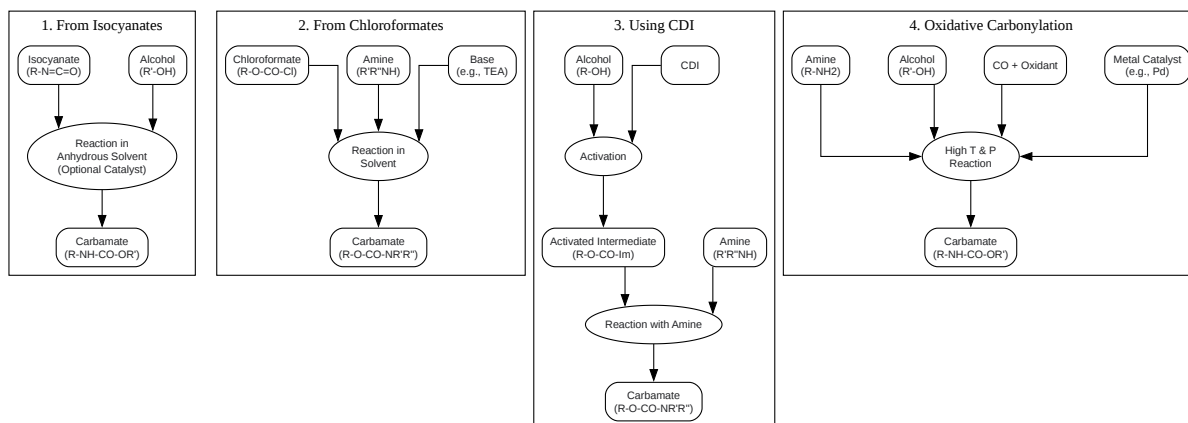 1. From Isocyanates
Isocyanate
(R-N=C=O)
Alcohol
(R'-OH)
Reaction in
Anhydrous Solvent
(Optional Catalyst)
Carbamate
(R-NH-CO-OR')
2. From Chloroformates
Chloroformate
(R-O-CO-Cl)
Amine
(R'R''NH)
Base
(e.g., TEA)
Reaction in
Solvent
Carbamate
(R-O-CO-NR'R'')
3. Using CDI
Alcohol
(R-OH)
CDI
Activation
Activated Intermediate
(R-O-CO-Im)
Amine
(R'R''NH)
Reaction with Amine
Carbamate
(R-O-CO-NR'R'')
4. Oxidative Carbonylation
Amine
(R-NH2)
Alcohol
(R'-OH)
CO + Oxidant
Metal Catalyst
(e.g., Pd)
High T & P
Reaction
Carbamate
(R-NH-CO-OR')